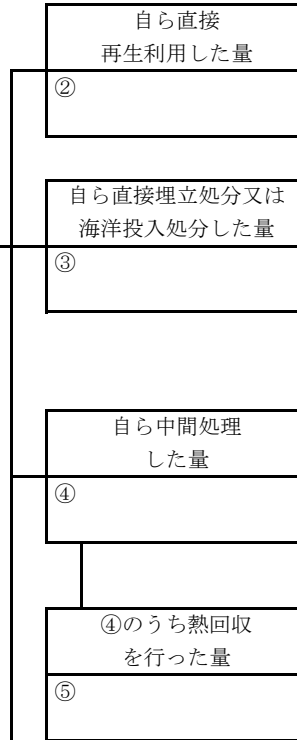 自ら直接
再生利用した量
②
自ら直接埋立処分又は
海洋投入処分した量
③
自ら中間処理
した量
④
④のうち熱回収
を行った量
⑤